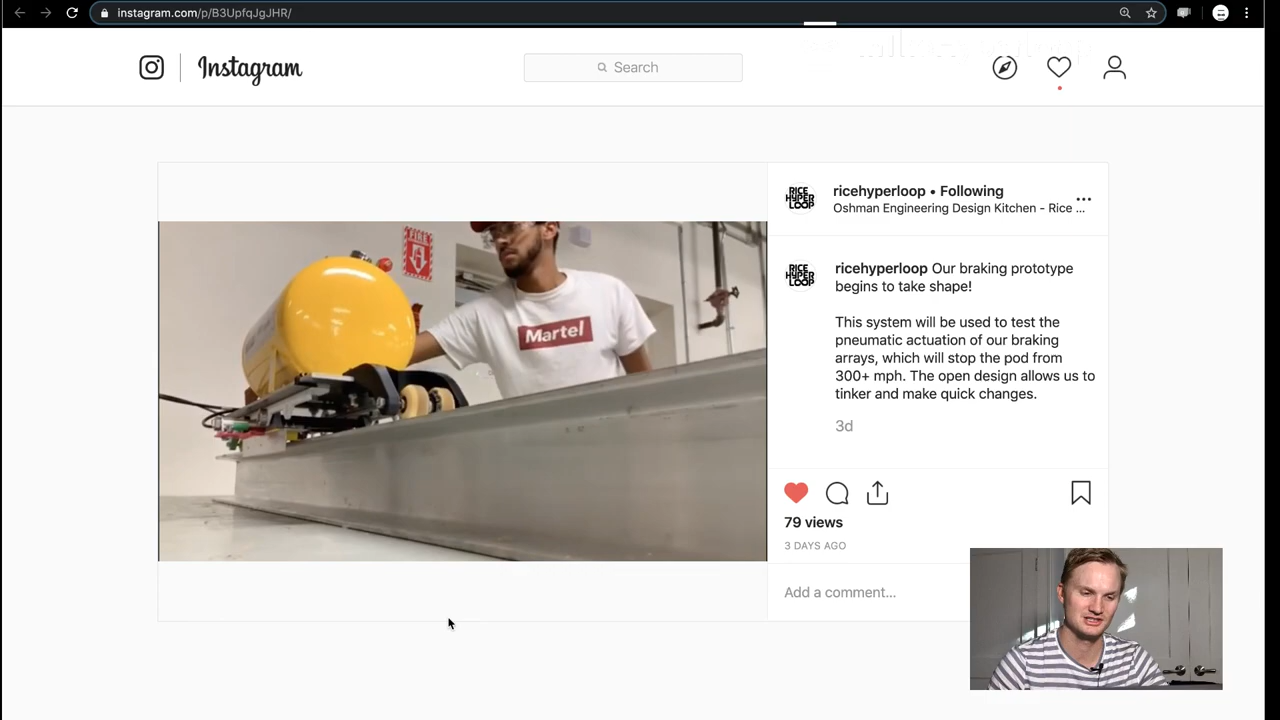 instagram.com/p/B3UpfqJgJHR/
Instagram
Search
RICE
HYPER
LOOP
ricehyperloop • Following
Oshman Engineering Design Kitchen - Rice ...
RICE
HYPER
LOOP
ricehyperloop Our braking prototype
begins to take shape!
This system will be used to test the
pneumatic actuation of our braking
arrays, which will stop the pod from
300+ mph. The open design allows us to
tinker and make quick changes.
3d
Martel
79 views
3 DAYS AGO
Add a comment...